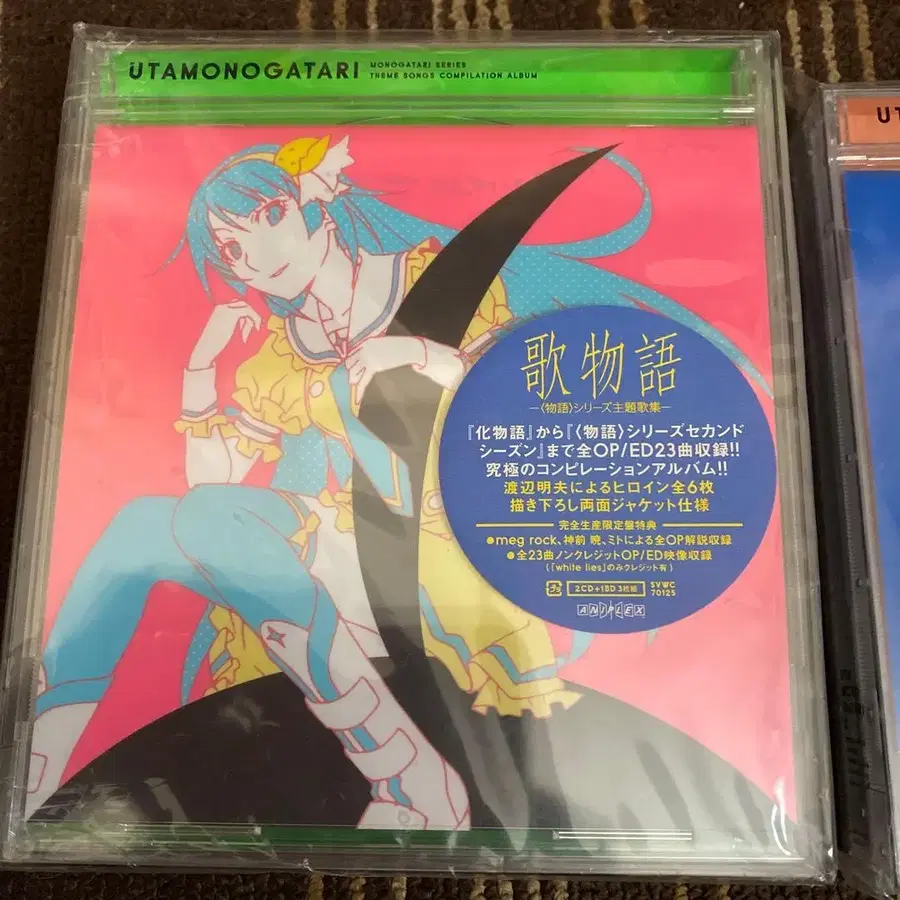 UTAMONOGATARI
MONOGATARI SERIES
THEME SONGS COMPILATION ALBUM
UT
歌物語
―〈物語〉シリーズ主題歌集―
『化物語』から『〈物語〉シリーズセカンド
シーズン』まで全OP/ED23曲収録!!
究極のコンピレーションアルバム!!
渡辺明夫によるヒロイン全6枚
描き下ろし両面ジャケット仕様
完全生産限定盤特典
●meg rock、神前 暁、ミトによる全OP解説収録
●全23曲ノンクレジットOP/ED映像収録
(「white lies」のみクレジット有)
2CD+1BD 3枚組
SVWC
70125
ANIPLEX